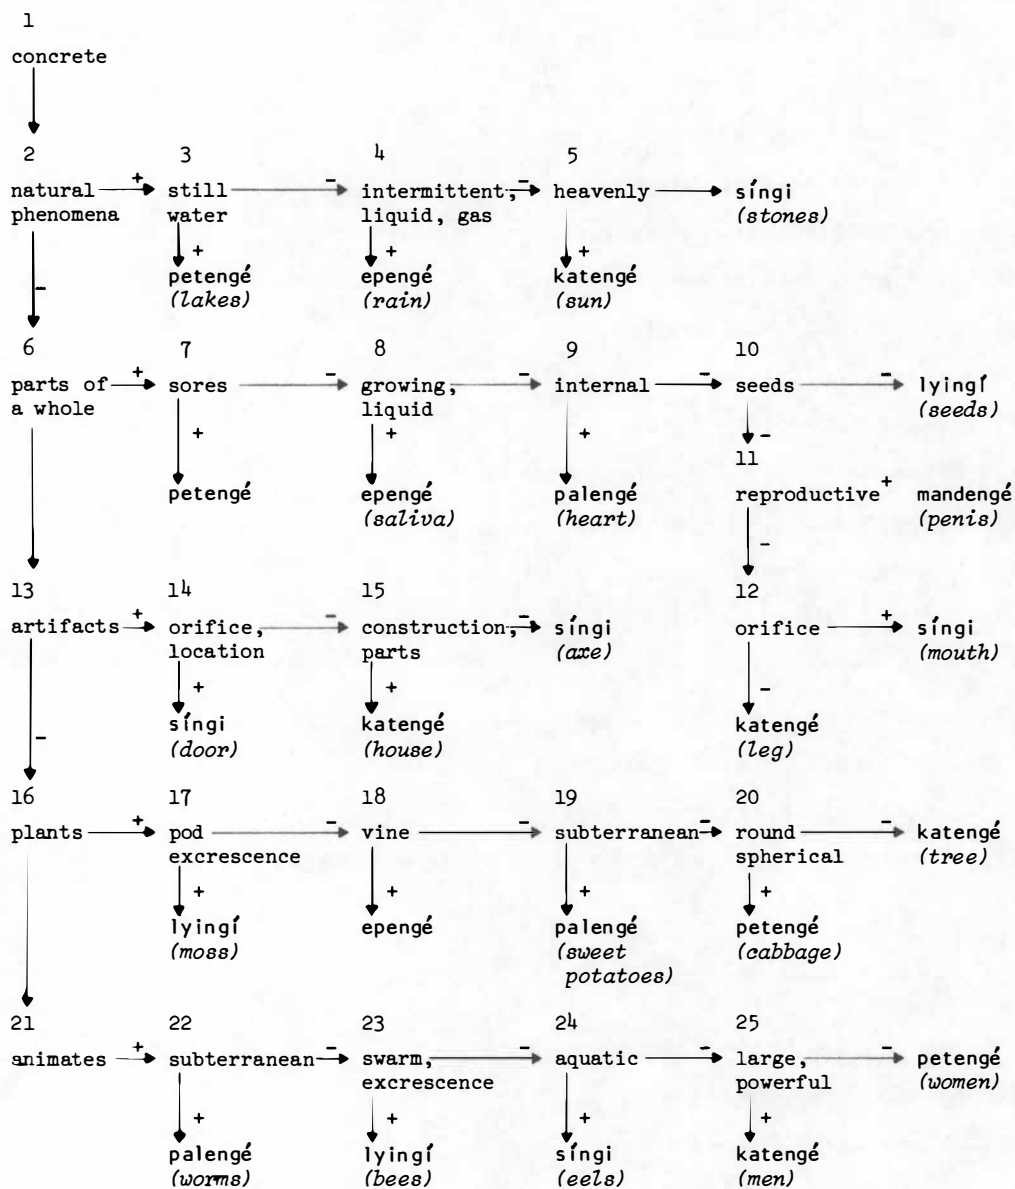 1
concrete
2 3 4 5
natural + still - intermittent, - heavenly síngi
phenomena water liquid, gas (stones)
+ + +
petengé epengé katengé
- (lakes) (rain) (sun)
6 7 8 9 10
parts of + sores - growing, - internal - seeds - lyingí
a whole liquid (seeds)
+ + + -
11
petengé epengé palengé reproductive + mandengé
(saliva) (heart) (penis)
-
13 14 15 12
artifacts + orifice, - construction, - síngi orifice + síngi
location parts (axe) (mouth)
+ + -
- síngi katengé katengé
(door) (house) (leg)
16 17 18 19 20
plants + pod - vine - subterranean - round - katengé
excrescence spherical (tree)
+ + + +
lyingí epengé palengé petengé
(moss) (sweet (cabbage)
potatoes)
21 22 23 24 25
animates + subterranean - swarm, - aquatic - large, - petengé
excrescence powerful (women)
+ + + +
palengé lyingí síngi katengé
(worms) (bees) (eels) (men)